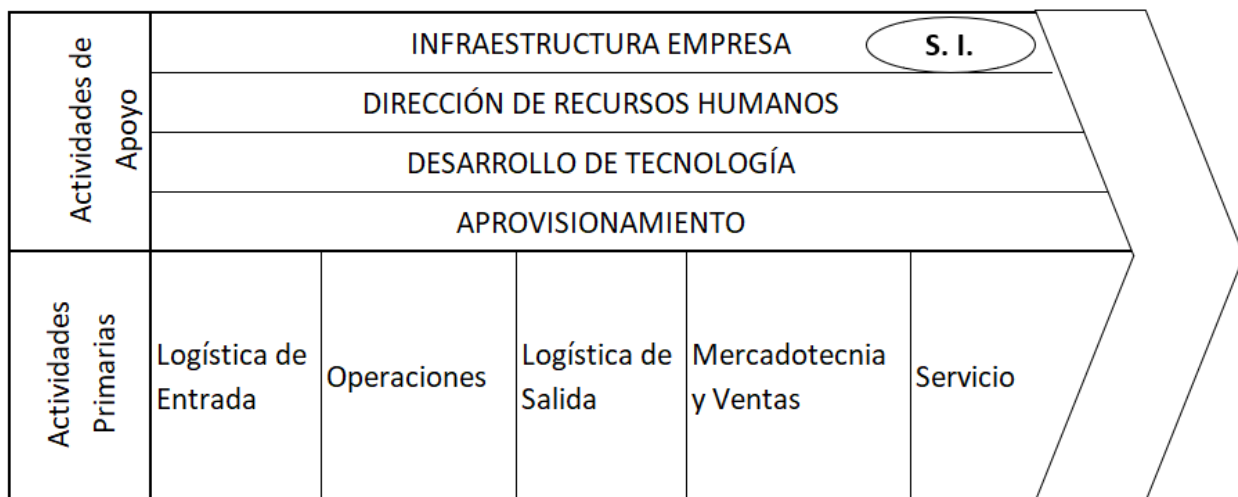 Actividades de
Apoyo
INFRAESTRUCTURA EMPRESA
S. I.
DIRECCIÓN DE RECURSOS HUMANOS
DESARROLLO DE TECNOLOGÍA
APROVISIONAMIENTO
Actividades
Primarias
Logística de
Entrada
Operaciones
Logística de
Salida
Mercadotecnia
y Ventas
Servicio